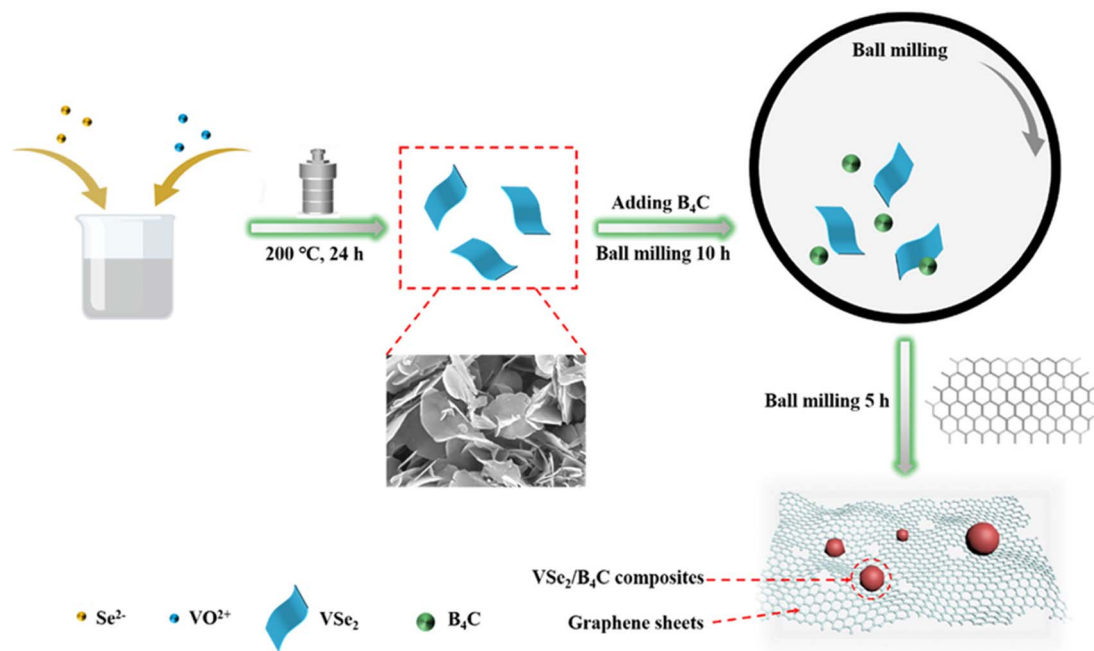 Ball milling
200 °C, 24 h
Adding B₄C
Ball milling 10 h
Ball milling 5 h
VSe₂/B₄C composites
Graphene sheets
Se²⁻
VO²⁺
VSe₂
B₄C